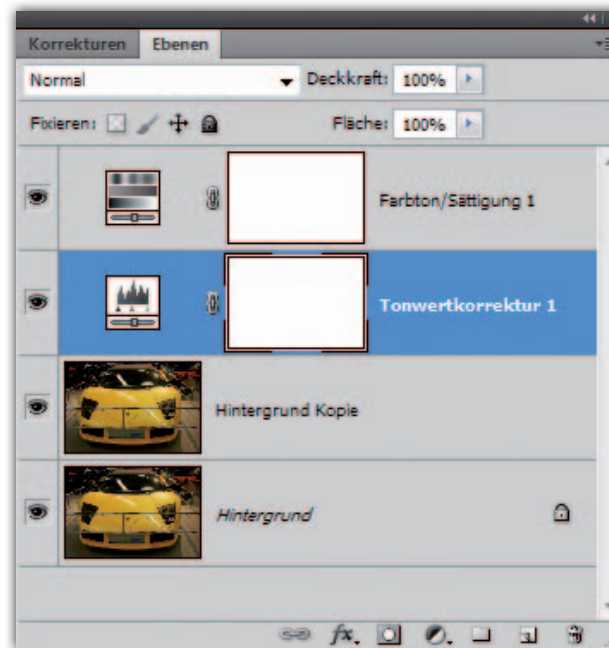 Korrekturen Ebenen
Normal Deckkraft: 100%
Fixieren: Fläche: 100%
Farbton/Sättigung 1
Tonwertkorrektur 1
Hintergrund Kopie
Hintergrund
fx.